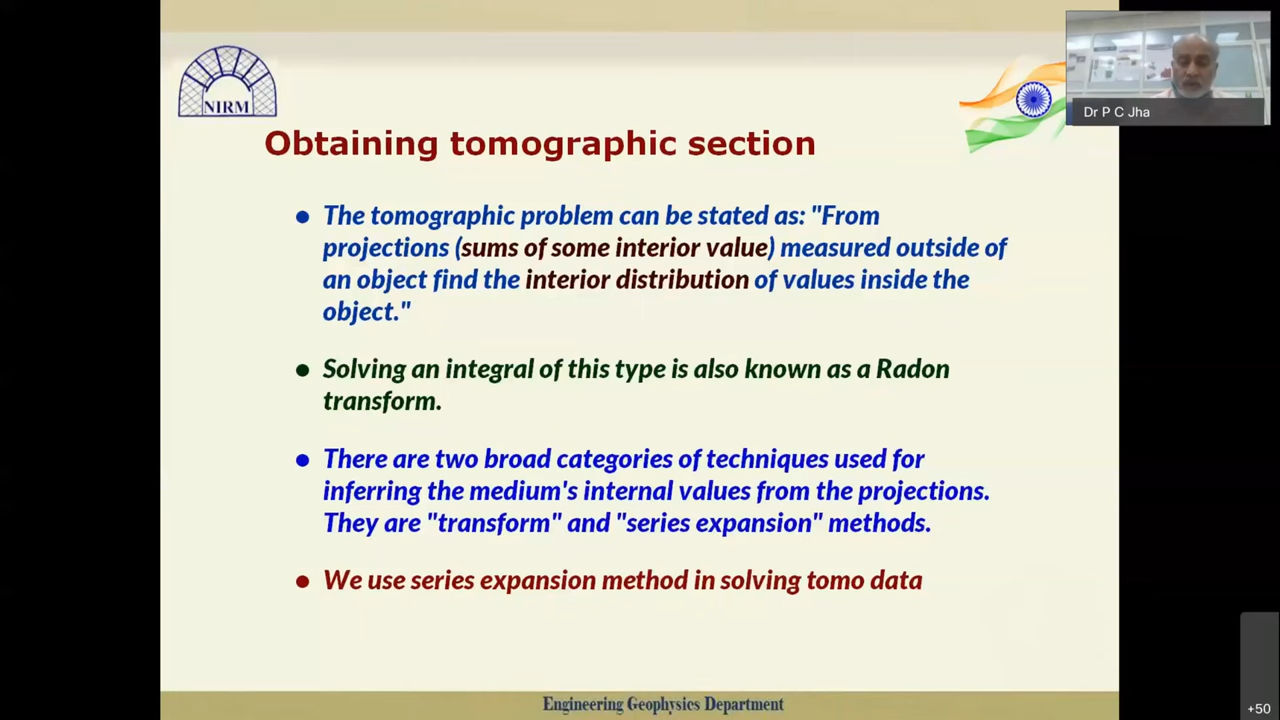 NIRM
Dr P C Jha
Obtaining tomographic section
• The tomographic problem can be stated as: "From
projections (sums of some interior value) measured outside of
an object find the interior distribution of values inside the
object."
• Solving an integral of this type is also known as a Radon
transform.
• There are two broad categories of techniques used for
inferring the medium's internal values from the projections.
They are "transform" and "series expansion" methods.
• We use series expansion method in solving tomo data
Engineering Geophysics Department
+50